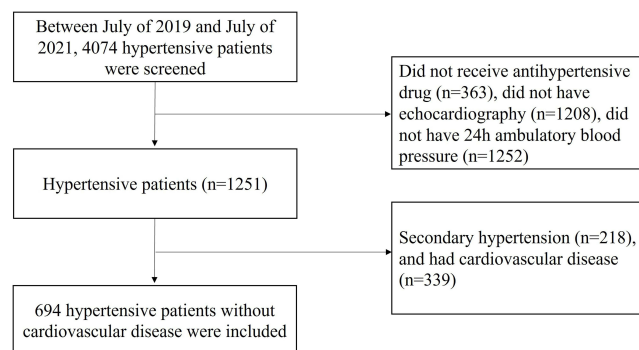 Between July of 2019 and July of
2021, 4074 hypertensive patients
were screened
Did not receive antihypertensive
drug (n=363), did not have
echocardiography (n=1208), did
not have 24h ambulatory blood
pressure (n=1252)
Hypertensive patients (n=1251)
Secondary hypertension (n=218),
and had cardiovascular disease
(n=339)
694 hypertensive patients without
cardiovascular disease were included